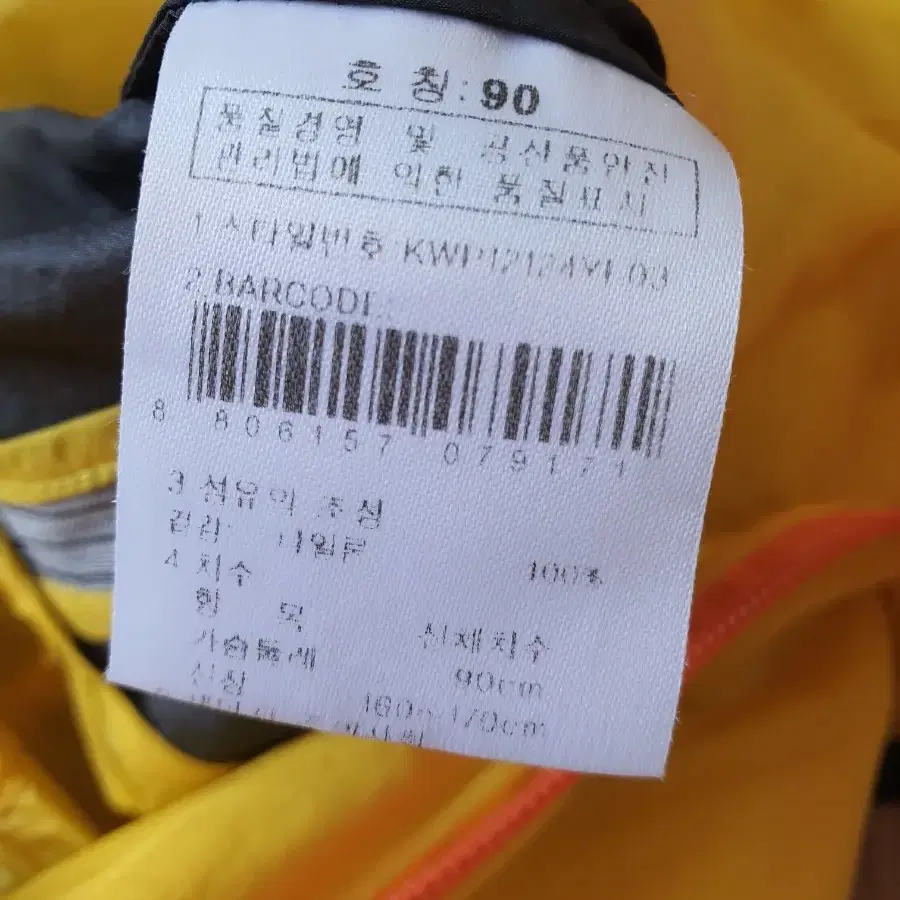 호 칭: 90
품질경영 및 공산품안전
관리법에 의한 품질표시
1 스타일번호 KWP12124YL03
2 BARCODE:
8 806157 079171
3 섬유의 조성
겉감: 나일론 100%
4 치수
항 목 신체치수
가슴둘레 90cm
신장 160~170cm